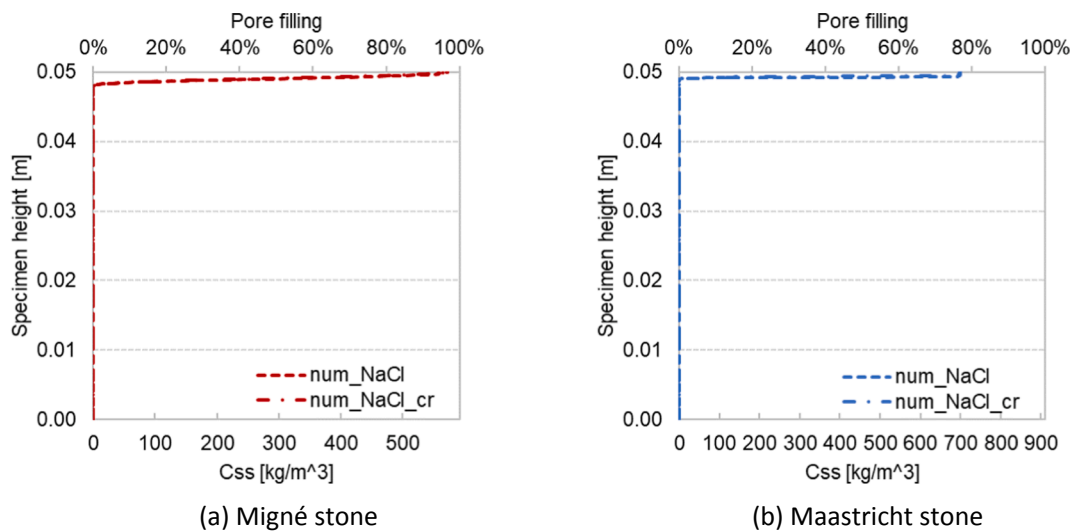 Pore filling
0% 20% 40% 60% 80% 100%
0.05
0.04
0.03
0.02
0.01
0.00
Specimen height [m]
num_NaCl
num_NaCl_cr
0 100 200 300 400 500
Css [kg/m^3]
(a) Migné stone
Pore filling
0% 20% 40% 60% 80% 100%
0.05
0.04
0.03
0.02
0.01
0.00
Specimen height [m]
num_NaCl
num_NaCl_cr
0 100 200 300 400 500 600 700 800 900
Css [kg/m^3]
(b) Maastricht stone